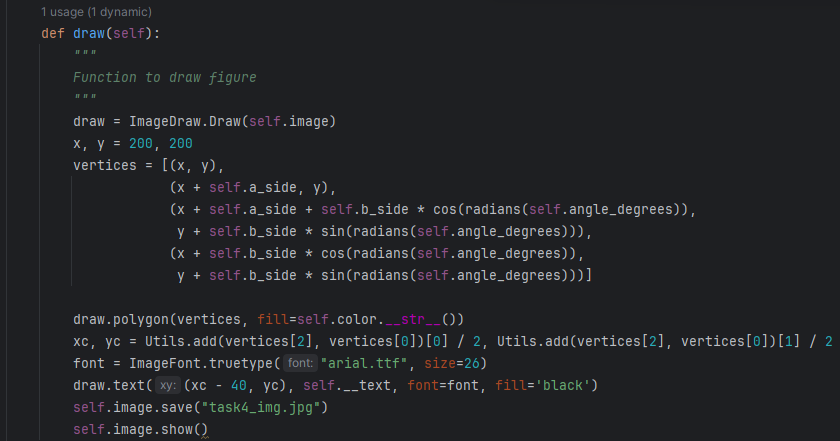 1 usage (1 dynamic)
def draw(self):
    """
    Function to draw figure
    """
    draw = ImageDraw.Draw(self.image)
    x, y = 200, 200
    vertices = [(x, y),
                (x + self.a_side, y),
                (x + self.a_side + self.b_side * cos(radians(self.angle_degrees)),
                 y + self.b_side * sin(radians(self.angle_degrees))),
                (x + self.b_side * cos(radians(self.angle_degrees)),
                 y + self.b_side * sin(radians(self.angle_degrees)))]
    draw.polygon(vertices, fill=self.color.__str__())
    xc, yc = Utils.add(vertices[2], vertices[0])[0] / 2, Utils.add(vertices[2], vertices[0])[1] / 2
    font = ImageFont.truetype( font: "arial.ttf", size=26)
    draw.text( xy: (xc - 40, yc), self.__text, font=font, fill='black')
    self.image.save("task4_img.jpg")
    self.image.show()